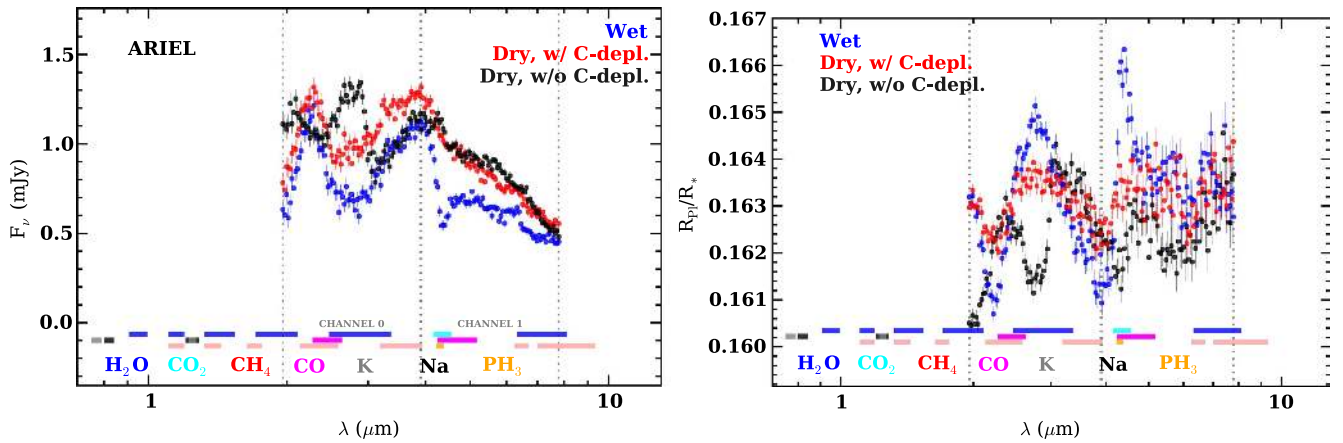 ARIEL
Wet
Dry, w/ C-depl.
Dry, w/o C-depl.
1.5
1.0
0.5
0.0
F_ν (mJy)
CHANNEL 0
CHANNEL 1
H₂O CO₂ CH₄ CO K Na PH₃
1 10
λ (μm)
Wet
Dry, w/ C-depl.
Dry, w/o C-depl.
0.167
0.166
0.165
0.164
0.163
0.162
0.161
0.160
R_Pl/R_*
H₂O CO₂ CH₄ CO K Na PH₃
1 10
λ (μm)